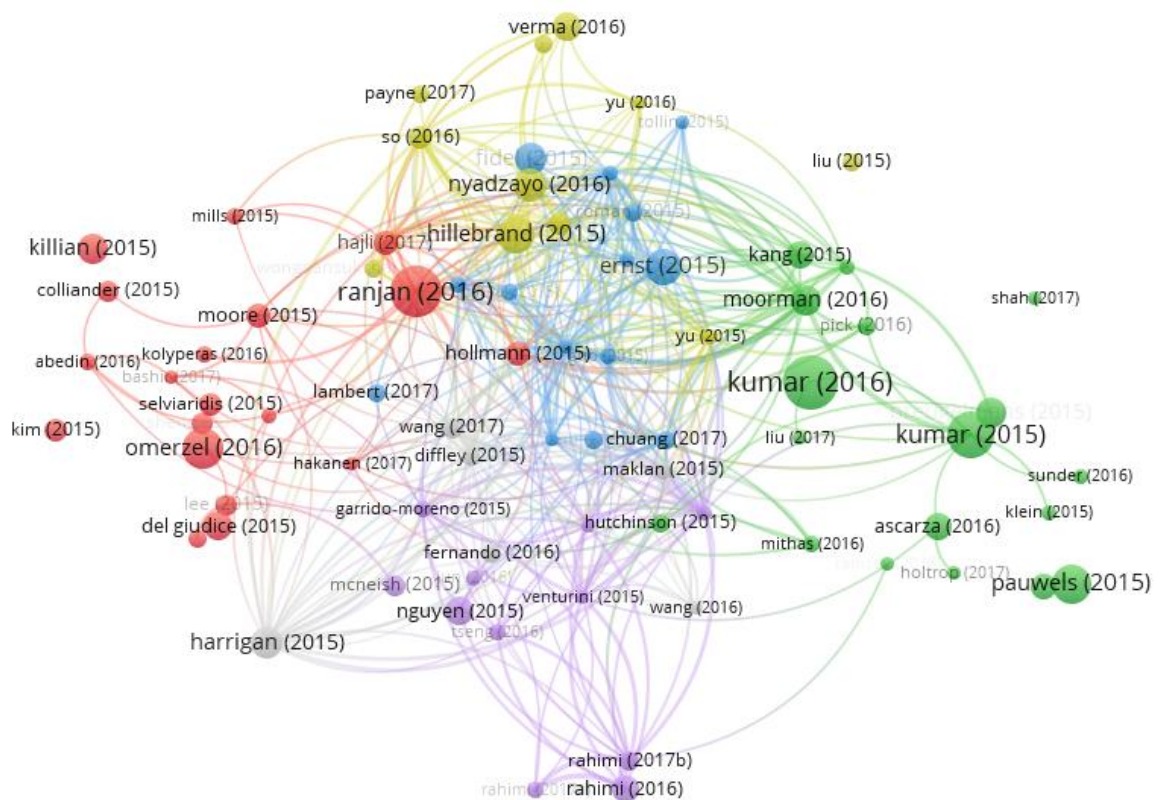 verma (2016)
payne (2017)
yu (2016)
tollin (2015)
so (2016)
liu (2015)
nyadzayo (2016)
mills (2015)
hillebrand (2015)
hajli (2017)
killian (2015)
kang (2015)
ernst (2015)
colliander (2015)
ranjan (2016)
moorman (2016)
shah (2017)
moore (2015)
pick (2016)
yu (2015)
hollmann (2015)
kolyperas (2016)
abedin (2016)
kumar (2016)
lambert (2017)
selviaridis (2015)
kim (2015)
wang (2017)
kumar (2015)
chuang (2017)
liu (2017)
omerzel (2016)
diffley (2015)
hakanen (2017)
maklan (2015)
sunder (2016)
garrido-moreno (2015)
klein (2015)
del giudice (2015)
hutchinson (2015)
ascarza (2016)
mithas (2016)
fernando (2016)
holtrop (2017)
mcneish (2015)
pauwels (2015)
venturini (2015)
nguyen (2015)
wang (2016)
tseng (2016)
harrigan (2015)
rahimi (2017b)
rahimi (2016)